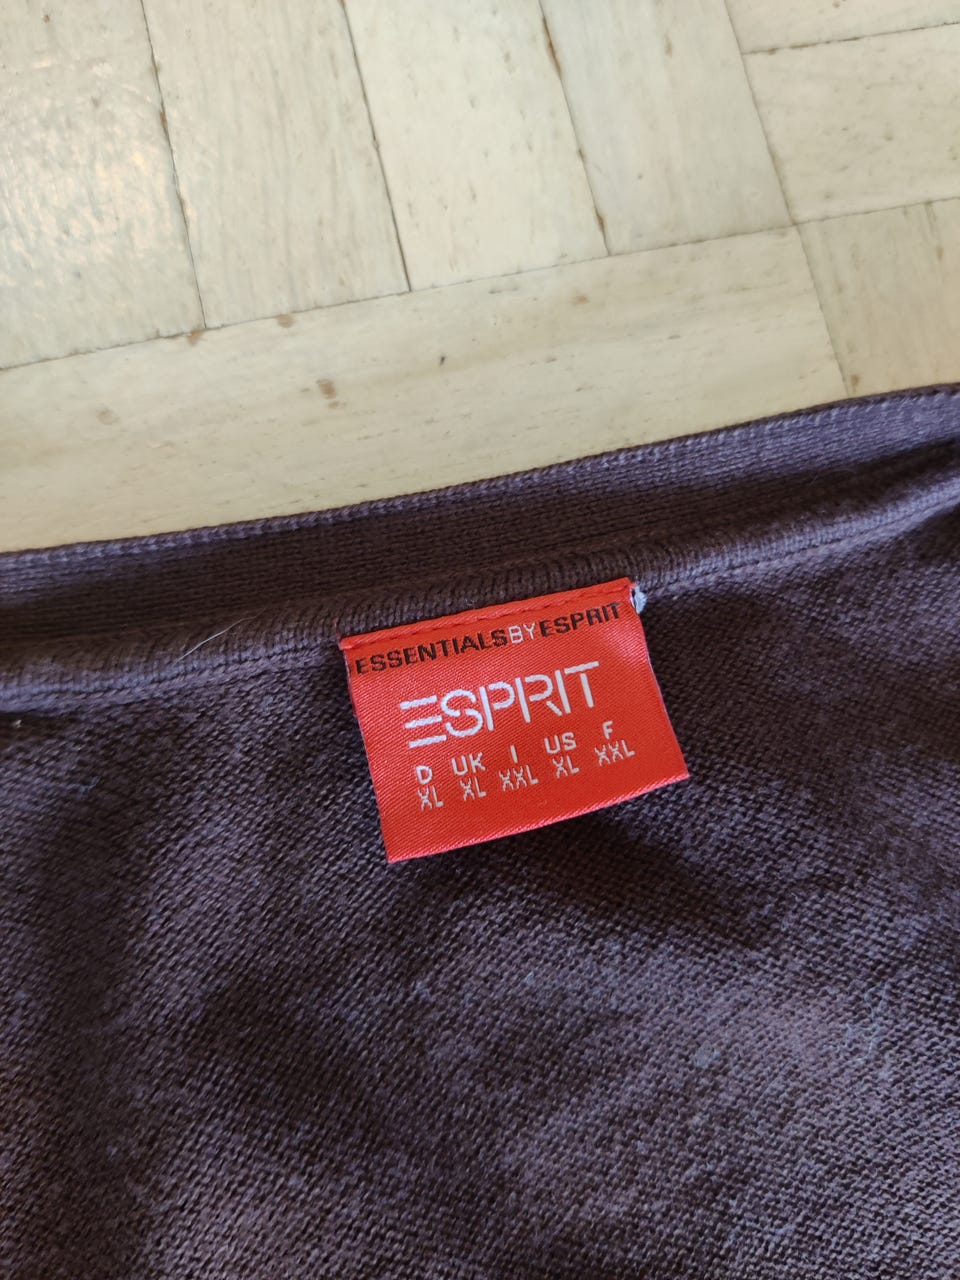 ESSENTIALSBYESPRIT
ESPRIT
D UK I US F
XL XL XXL XL XXL